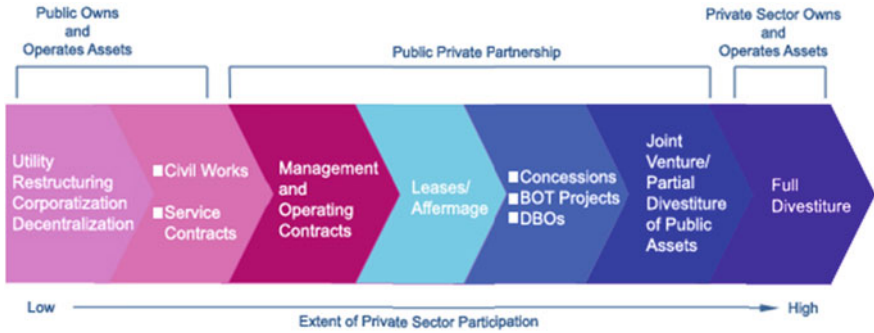 Public Owns
and
Operates Assets
Public Private Partnership
Private Sector Owns
and
Operates Assets
Utility
Restructuring
Corporatization
Decentralization
Civil Works
Service
Contracts
Management
and
Operating
Contracts
Leases/
Affermage
Concessions
BOT Projects
DBOs
Joint
Venture/
Partial
Divestiture
of Public
Assets
Full
Divestiture
Low
Extent of Private Sector Participation
High